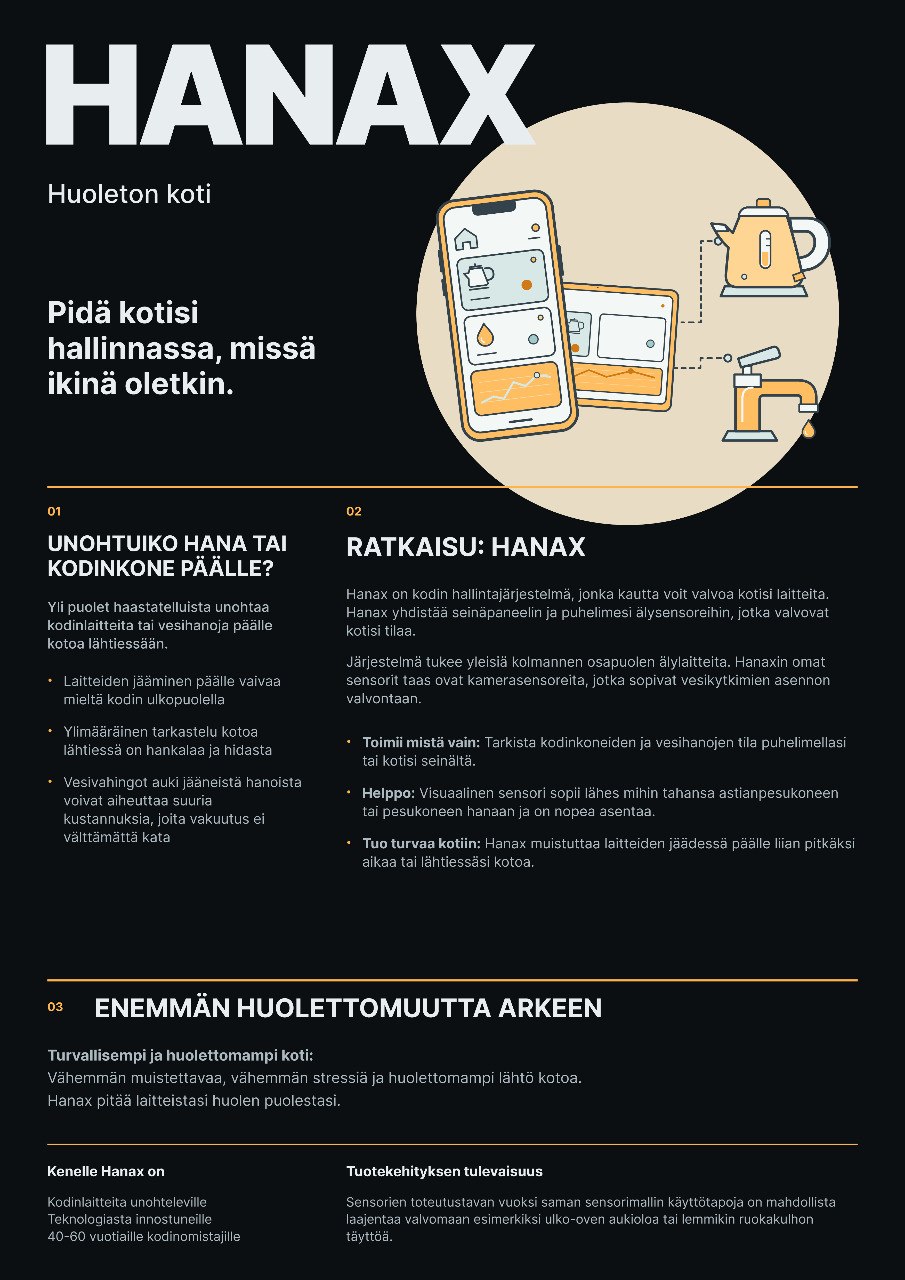 HANAX
Huoleton koti
Pidä kotisi
hallinnassa, missä
ikinä oletkin.
01
UNOHTUIKO HANA TAI
KODINKONE PÄÄLLE?
Yli puolet haastatelluista unohtaa
kodinlaitteita tai vesihanoja päälle
kotoa lähtiessään.
• Laitteiden jääminen päälle vaivaa
mieltä kodin ulkopuolella
• Ylimääräinen tarkastelu kotoa
lähtiessä on hankalaa ja hidasta
• Vesivahingot auki jääneistä hanoista
voivat aiheuttaa suuria
kustannuksia, joita vakuutus ei
välttämättä kata
02
RATKAISU: HANAX
Hanax on kodin hallintajärjestelmä, jonka kautta voit valvoa kotisi laitteita.
Hanax yhdistää seinäpaneelin ja puhelimesi älysensoreihin, jotka valvovat
kotisi tilaa.
Järjestelmä tukee yleisiä kolmannen osapuolen älylaitteita. Hanaxin omat
sensorit taas ovat kamerasensoreita, jotka sopivat vesikytkimien asennon
valvontaan.
• Toimii mistä vain: Tarkista kodinkoneiden ja vesihanojen tila puhelimellasi
tai kotisi seinältä.
• Helppo: Visuaalinen sensori sopii lähes mihin tahansa astianpesukoneen
tai pesukoneen hanaan ja on nopea asentaa.
• Tuo turvaa kotiin: Hanax muistuttaa laitteiden jäädessä päälle liian pitkäksi
aikaa tai lähtiessäsi kotoa.
03
ENEMMÄN HUOLETTOMUUTTA ARKEEN
Turvallisempi ja huolettomampi koti:
Vähemmän muistettavaa, vähemmän stressiä ja huolettomampi lähtö kotoa.
Hanax pitää laitteistasi huolen puolestasi.
Kenelle Hanax on
Kodinlaitteita unohteleville
Teknologiasta innostuneille
40-60 vuotiaille kodinomistajille
Tuotekehityksen tulevaisuus
Sensorien toteutustavan vuoksi saman sensorimallin käyttötapoja on mahdollista
laajentaa valvomaan esimerkiksi ulko-oven aukioloa tai lemmikin ruokakulhon
täyttöä.